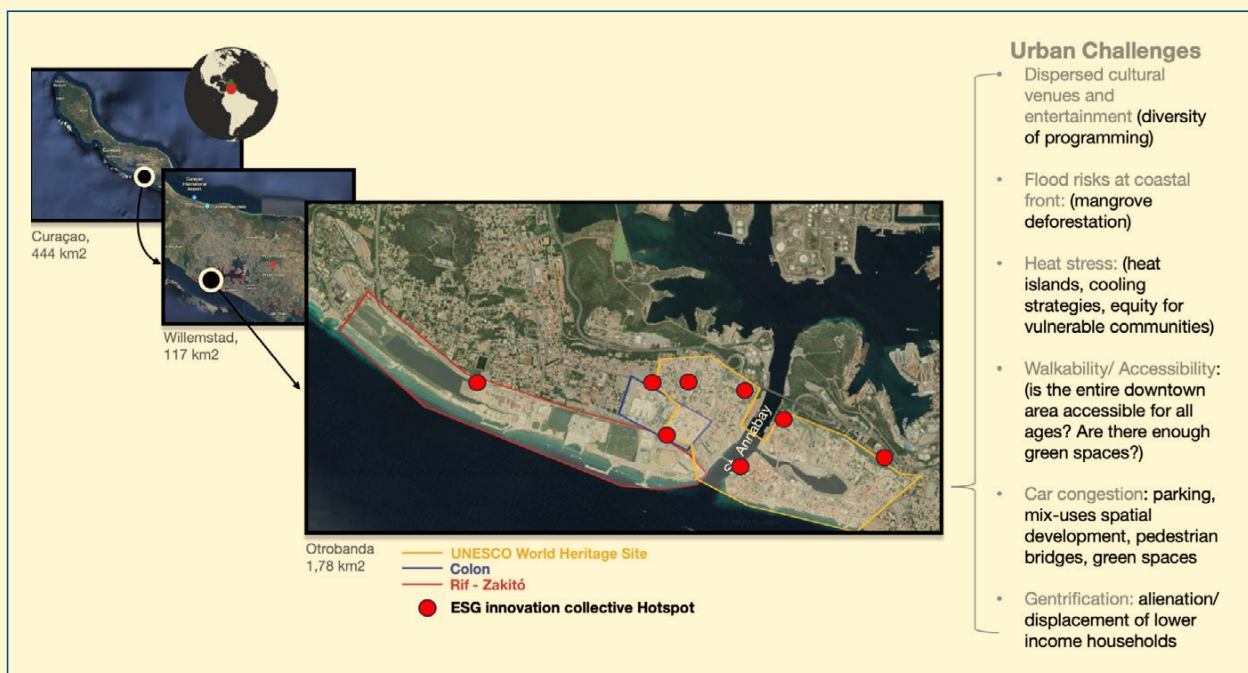 Urban Challenges
• Dispersed cultural
venues and
entertainment (diversity
of programming)
• Flood risks at coastal
front: (mangrove
deforestation)
• Heat stress: (heat
islands, cooling
strategies, equity for
vulnerable communities)
• Walkability/ Accessibility:
(is the entire downtown
area accessible for all
ages? Are there enough
green spaces?)
• Car congestion: parking,
mix-uses spatial
development, pedestrian
bridges, green spaces
• Gentrification: alienation/
displacement of lower
income households
Curaçao,
444 km2
Curaçao
International
Airport
Willemstad,
117 km2
St. Annabay
Otrobanda
1,78 km2
UNESCO World Heritage Site
Colon
Rif - Zakitó
ESG innovation collective Hotspot